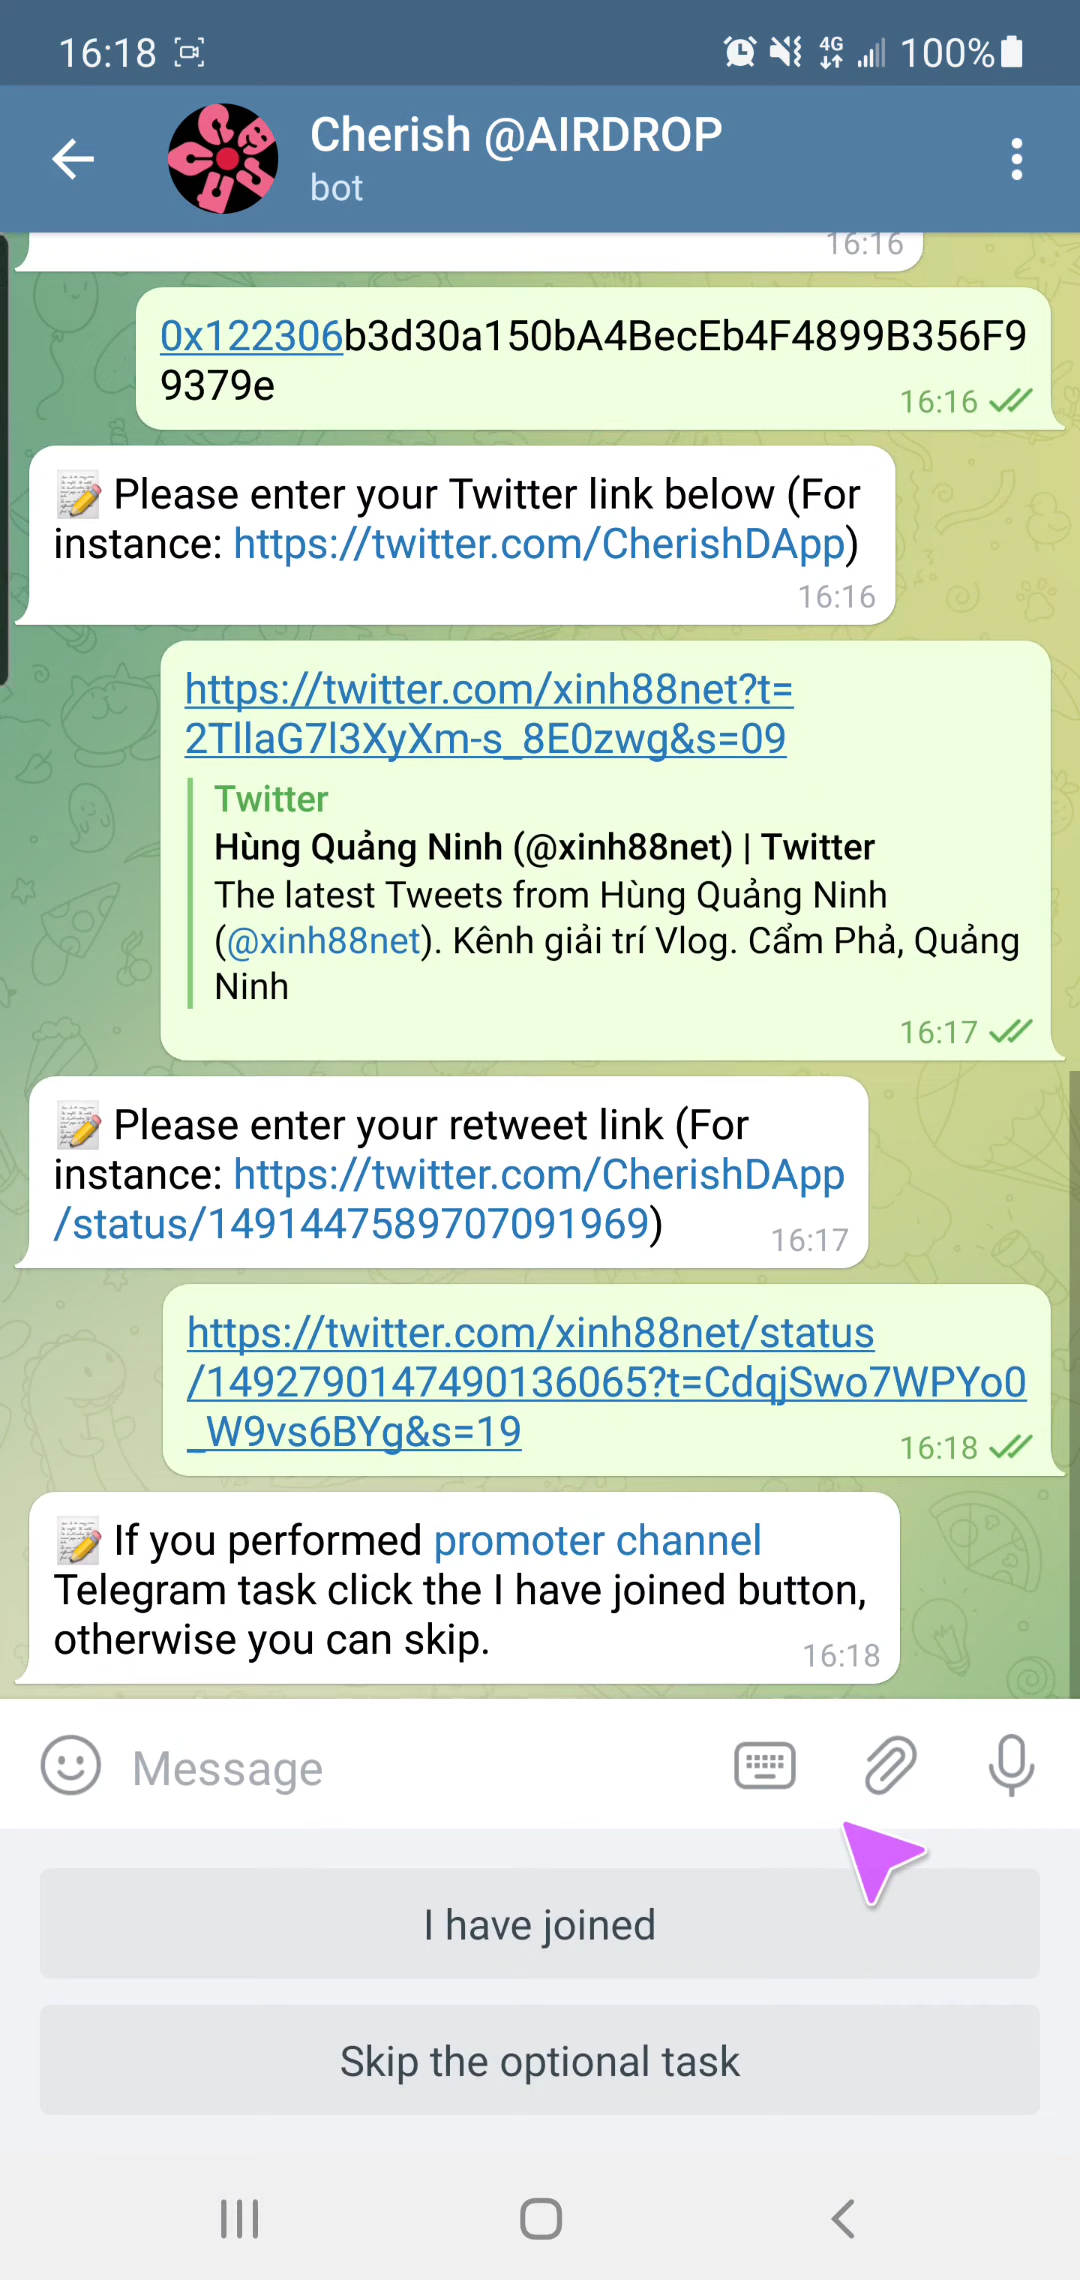 16:18
4G
100%
Cherish @AIRDROP
bot
16:16
0x122306b3d30a150bA4BecEb4F4899B356F9
9379e
16:16
Please enter your Twitter link below (For
instance: https://twitter.com/CherishDApp)
16:16
https://twitter.com/xinh88net?t=
2TllaG7l3XyXm-s_8E0zwg&s=09
Twitter
Hùng Quảng Ninh (@xinh88net) | Twitter
The latest Tweets from Hùng Quảng Ninh
(@xinh88net). Kênh giải trí Vlog. Cẩm Phả, Quảng
Ninh
16:17
Please enter your retweet link (For
instance: https://twitter.com/CherishDApp
/status/1491447589707091969)
16:17
https://twitter.com/xinh88net/status
/1492790147490136065?t=CdqjSwo7WPYo0
_W9vs6BYg&s=19
16:18
If you performed promoter channel
Telegram task click the I have joined button,
otherwise you can skip.
16:18
Message
I have joined
Skip the optional task